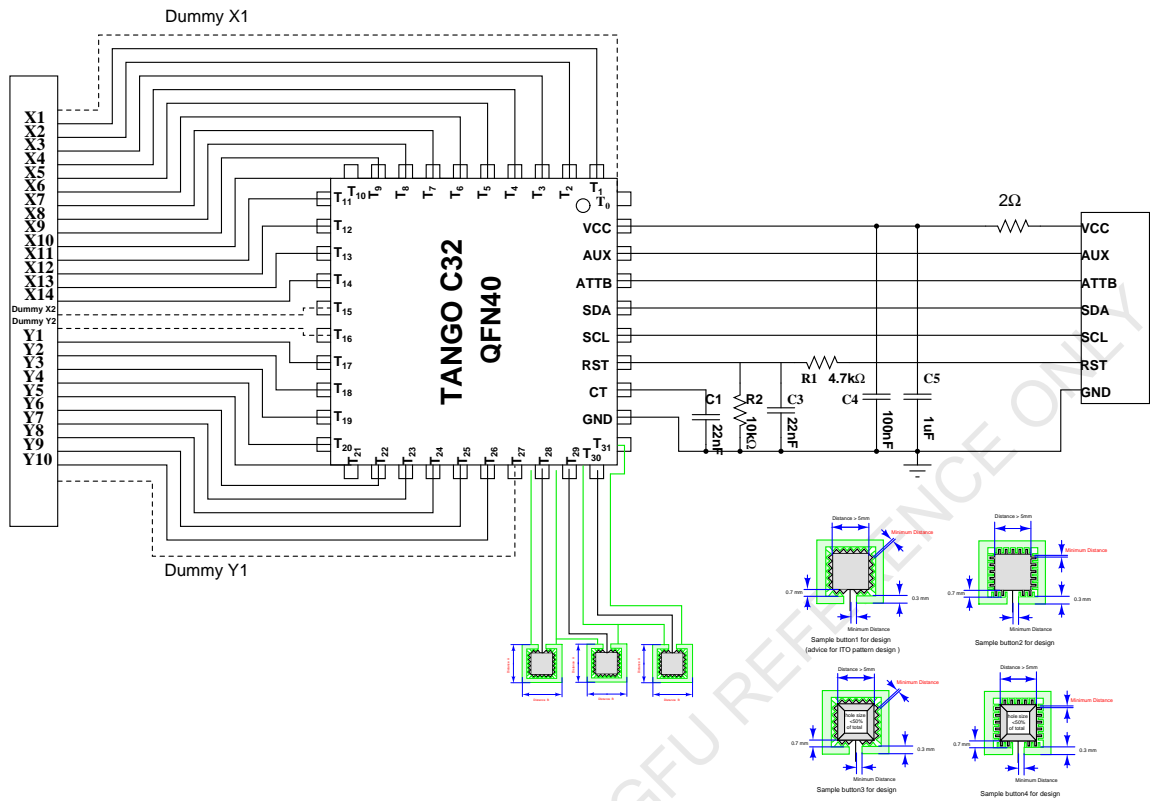 Dummy X1
X1
X2
X3
X4
X5
X6
X7
X8
X9
X10
X11
X12
X13
X14
Dummy X2
Dummy Y2
Y1
Y2
Y3
Y4
Y5
Y6
Y7
Y8
Y9
Y10
Dummy Y1
T10
T9
T8
T7
T6
T5
T4
T3
T2
T1
T0
T11
T12
T13
T14
T15
T16
T17
T18
T19
T20
T21
T22
T23
T24
T25
T26
T27
T28
T29
T30
T31
TANGO C32
QFN40
VCC
AUX
ATTB
SDA
SCL
RST
CT
GND
2Ω
VCC
AUX
ATTB
SDA
SCL
RST
GND
R1 4.7kΩ
C1
22nF
R2
10kΩ
C3
22nF
C4
100nF
C5
1uF
Distance > 5mm
Minimum Distance
0.7 mm
0.3 mm
Minimum Distance
Sample button1 for design
(advice for ITO pattern design )
Distance > 5mm
Minimum Distance
0.7 mm
0.3 mm
Minimum Distance
Sample button2 for design
Distance > 5mm
Minimum Distance
hole size
<50%
of total
0.7 mm
0.3 mm
Minimum Distance
Sample button3 for design
Distance > 5mm
Minimum Distance
hole size
<50%
of total
0.7 mm
0.3 mm
Minimum Distance
Sample button4 for design
GFU REFERENCE ONLY